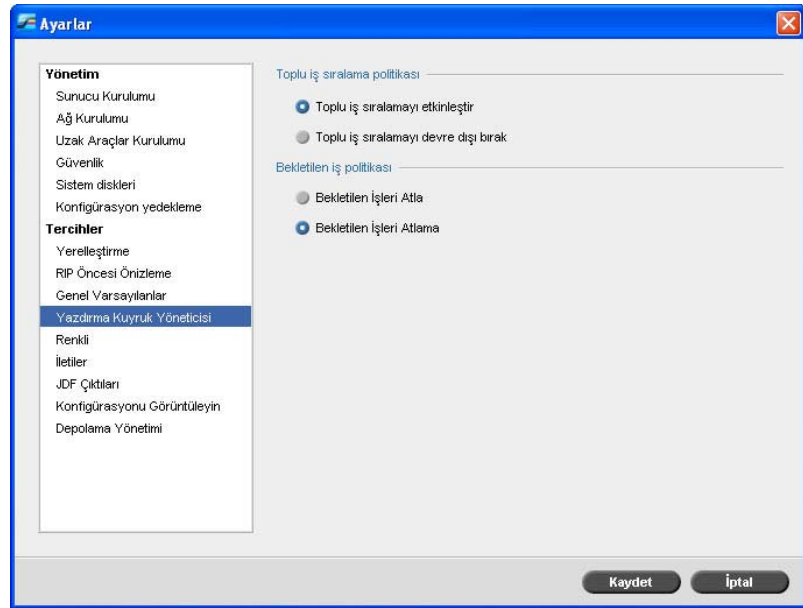 Ayarlar
Yönetim
Sunucu Kurulumu
Ağ Kurulumu
Uzak Araçlar Kurulumu
Güvenlik
Sistem diskleri
Konfigürasyon yedekleme
Tercihler
Yerelleştirme
RIP Öncesi Önizleme
Genel Varsayılanlar
Yazdırma Kuyruk Yöneticisi
Renkli
İletiler
JDF Çıktıları
Konfigürasyonu Görüntüleyin
Depolama Yönetimi
Toplu iş sıralama politikası
Toplu iş sıralamayı etkinleştir
Toplu iş sıralamayı devre dışı bırak
Bekletilen iş politikası
Bekletilen İşleri Atla
Bekletilen İşleri Atlama
Kaydet
İptal